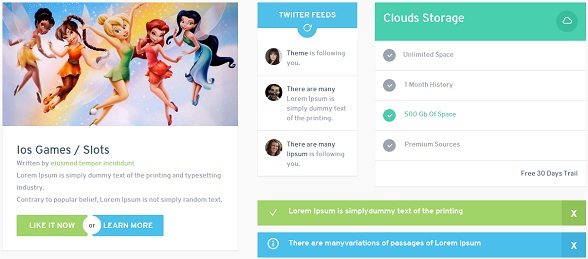 Ios Games / Slots
Written by eiusmod tempor incididunt
Lorem Ipsum is simply dummy text of the printing and typesetting
industry.
Contrary to popular belief, Lorem Ipsum is not simply random text.
LIKE IT NOW or LEARN MORE
TWIITER FEEDS
Theme is following
you.
There are many
Lorem Ipsum is
simply dummy text
of the printing.
There are many
Iipsum is following
you.
Clouds Storage
Unlimited Space
1 Month History
500 Gb Of Space
Premium Sources
Free 30 Days Trail
Lorem Ipsum is simplydummy text of the printing X
There are manyvariations of passages of Lorem Ipsum X